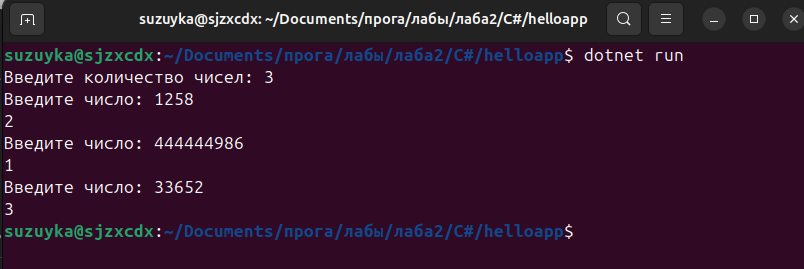 suzuyka@sjzxcdx: ~/Documents/прога/лабы/лаба2/C#/helloapp
suzuyka@sjzxcdx:~/Documents/прога/лабы/лаба2/C#/helloapp$ dotnet run
Введите количество чисел: 3
Введите число: 1258
2
Введите число: 444444986
1
Введите число: 33652
3
suzuyka@sjzxcdx:~/Documents/прога/лабы/лаба2/C#/helloapp$